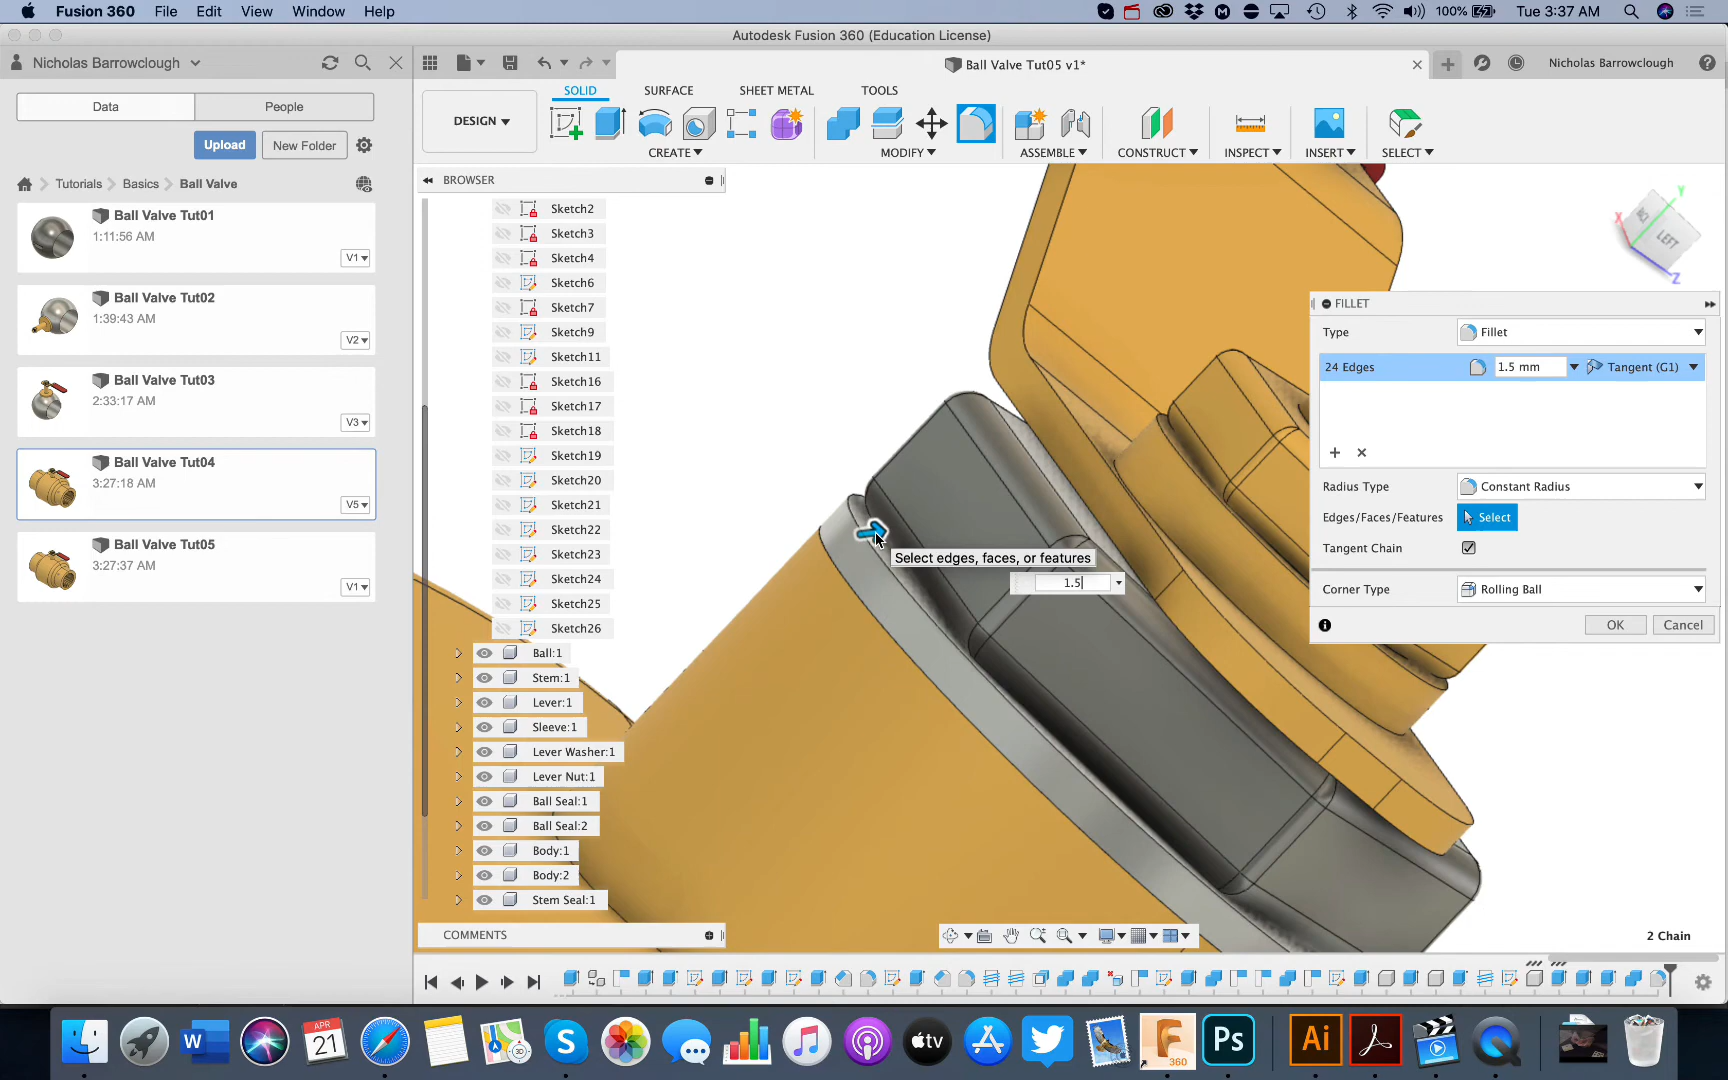 Fusion 360 File Edit View Window Help 100% Tue 3:37 AM
Autodesk Fusion 360 (Education License)
Nicholas Barrowclough
Ball Valve Tut05 v1*
Nicholas Barrowclough
Data People
Upload New Folder
Tutorials Basics Ball Valve
Ball Valve Tut01
1:11:56 AM
V1
Ball Valve Tut02
1:39:43 AM
V2
Ball Valve Tut03
2:33:17 AM
V3
Ball Valve Tut04
3:27:18 AM
V5
Ball Valve Tut05
3:27:37 AM
V1
DESIGN
SOLID SURFACE SHEET METAL TOOLS
CREATE MODIFY ASSEMBLE CONSTRUCT INSPECT INSERT SELECT
BROWSER
Sketch2
Sketch3
Sketch4
Sketch6
Sketch7
Sketch9
Sketch11
Sketch16
Sketch17
Sketch18
Sketch19
Sketch20
Sketch21
Sketch22
Sketch23
Sketch24
Sketch25
Sketch26
Ball:1
Stem:1
Lever:1
Sleeve:1
Lever Washer:1
Lever Nut:1
Ball Seal:1
Ball Seal:2
Body:1
Body:2
Stem Seal:1
COMMENTS
Select edges, faces, or features
1.5
Y
X
LEFT
Z
FILLET
Type Fillet
24 Edges 1.5 mm Tangent (G1)
Radius Type Constant Radius
Edges/Faces/Features Select
Tangent Chain
Corner Type Rolling Ball
OK Cancel
2 Chain
W
APR
21
3D
S
tv
F
360
Ps
Ai